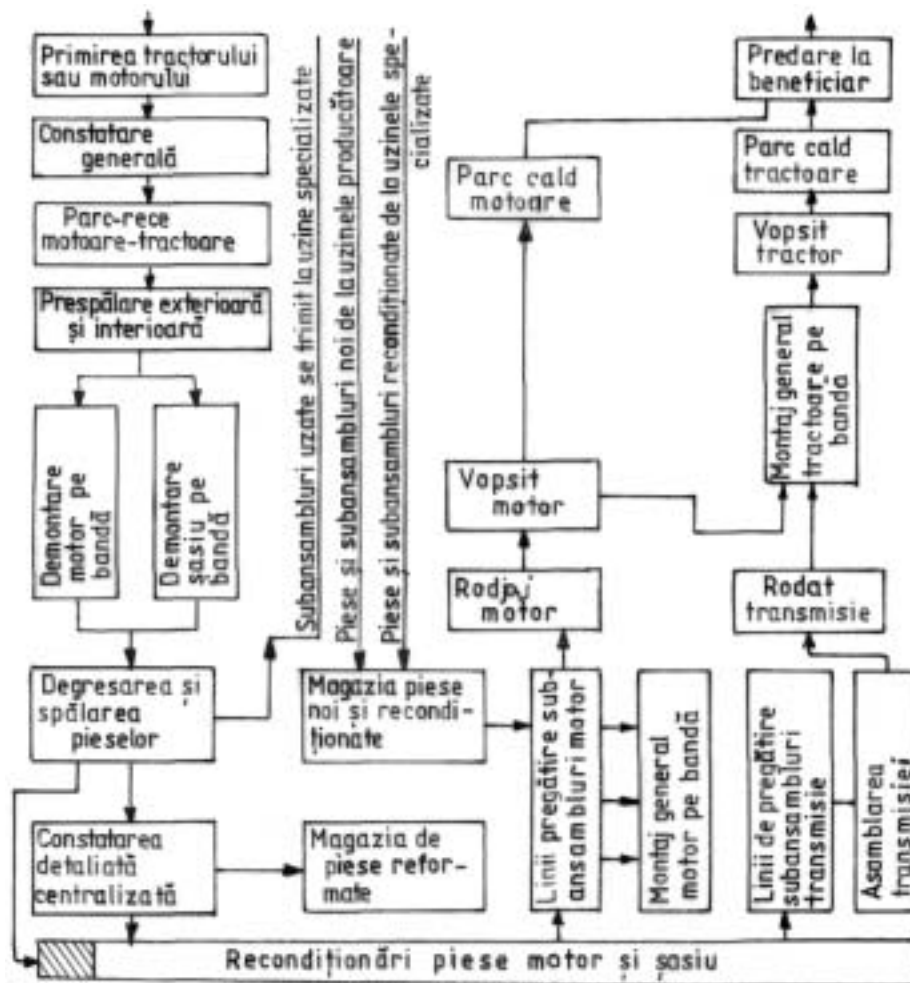 Primirea tractorului
sau motorului
Constatare
generală
Parc-rece
motoare-tractoare
Prespălare exterioară
și interioară
Demontare
motor pe
bandă
Demontare
șasiu pe
bandă
Degresarea și
spălarea
pieselor
Constatarea
detaliată
centralizată
Subansambluri uzate se trimit la uzine specializate
Piese și subansambluri noi de la uzinele producătoare
Piese și subansambluri recondiționate de la uzinele spe-
cializate
Magazia piese
noi și recondi-
ționate
Magazia de
piese refor-
mate
Parc cald
motoare
Vopsit
motor
motor
Linii pregătire sub-
ansambluri motor
Montaj general
motor pe bandă
Predare la
beneficiar
Parc cald
tractoare
Vopsit
tractor
Montaj general
tractoare pe
bandă
Rodat
transmisie
Linii de pregătire
subansambluri
transmisie
Asamblarea
transmisiei
Recondiționări piese motor și șasiu